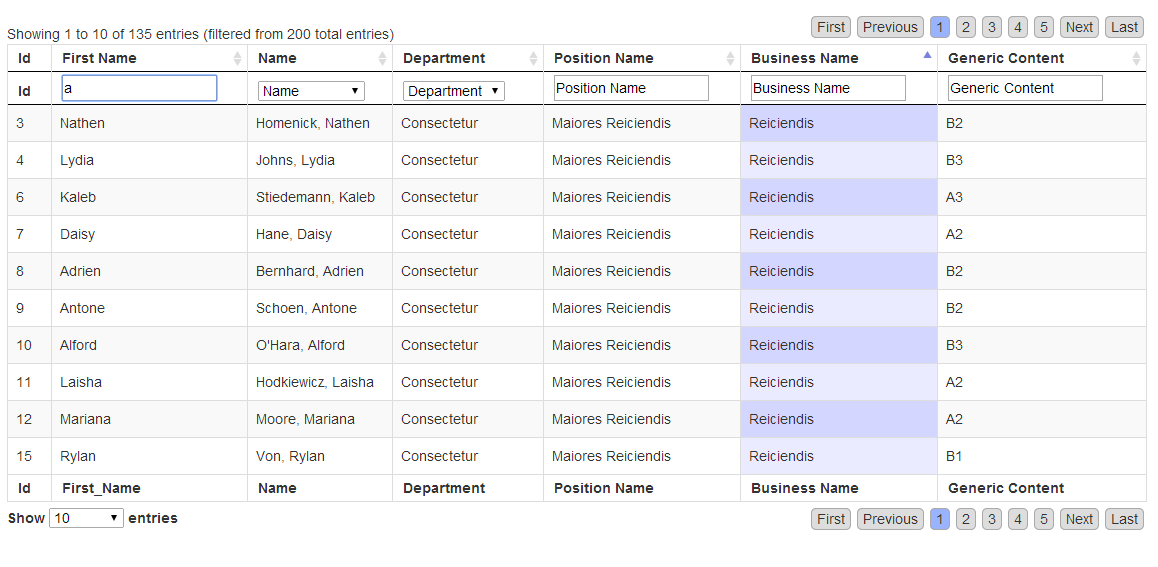 First Previous 1 2 3 4 5 Next Last
Showing 1 to 10 of 135 entries (filtered from 200 total entries)
Id First Name Name Department Position Name Business Name Generic Content
Id a Name Department Position Name Business Name Generic Content
3 Nathen Homenick, Nathen Consectetur Maiores Reiciendis Reiciendis B2
4 Lydia Johns, Lydia Consectetur Maiores Reiciendis Reiciendis B3
6 Kaleb Stiedemann, Kaleb Consectetur Maiores Reiciendis Reiciendis A3
7 Daisy Hane, Daisy Consectetur Maiores Reiciendis Reiciendis A2
8 Adrien Bernhard, Adrien Consectetur Maiores Reiciendis Reiciendis B2
9 Antone Schoen, Antone Consectetur Maiores Reiciendis Reiciendis B2
10 Alford O'Hara, Alford Consectetur Maiores Reiciendis Reiciendis B3
11 Laisha Hodkiewicz, Laisha Consectetur Maiores Reiciendis Reiciendis A2
12 Mariana Moore, Mariana Consectetur Maiores Reiciendis Reiciendis A2
15 Rylan Von, Rylan Consectetur Maiores Reiciendis Reiciendis B1
Id First_Name Name Department Position Name Business Name Generic Content
Show 10 entries First Previous 1 2 3 4 5 Next Last